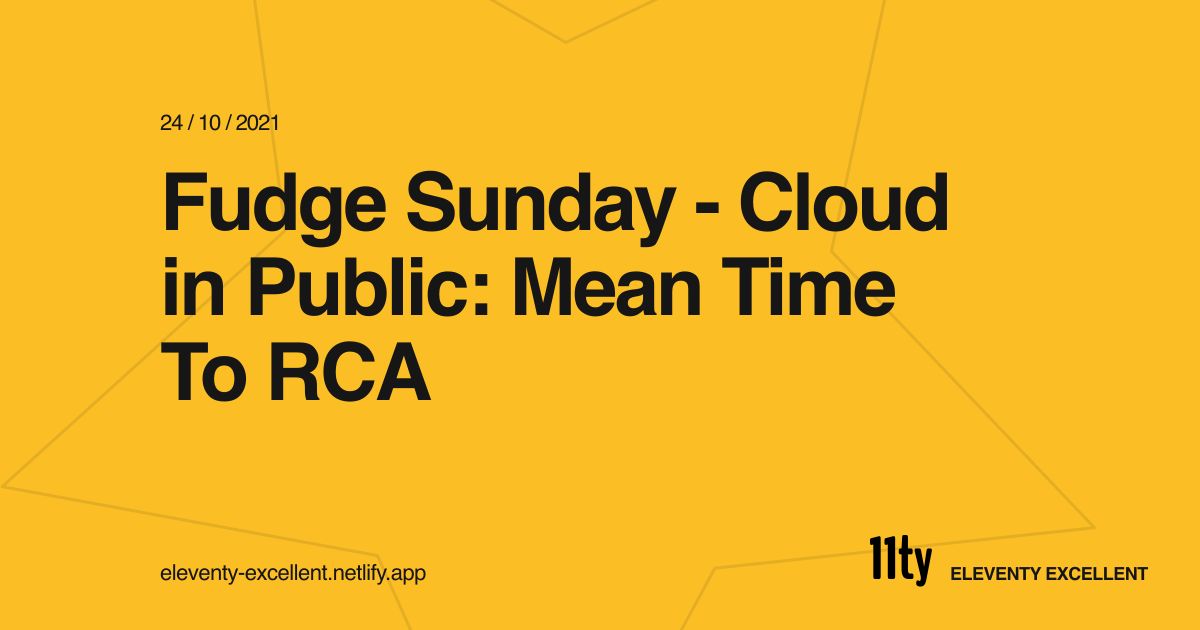 24 / 10 / 2021
Fudge Sunday - Cloud
in Public: Mean Time
To RCA
eleventy-excellent.netlify.app
11ty ELEVENTY EXCELLENT